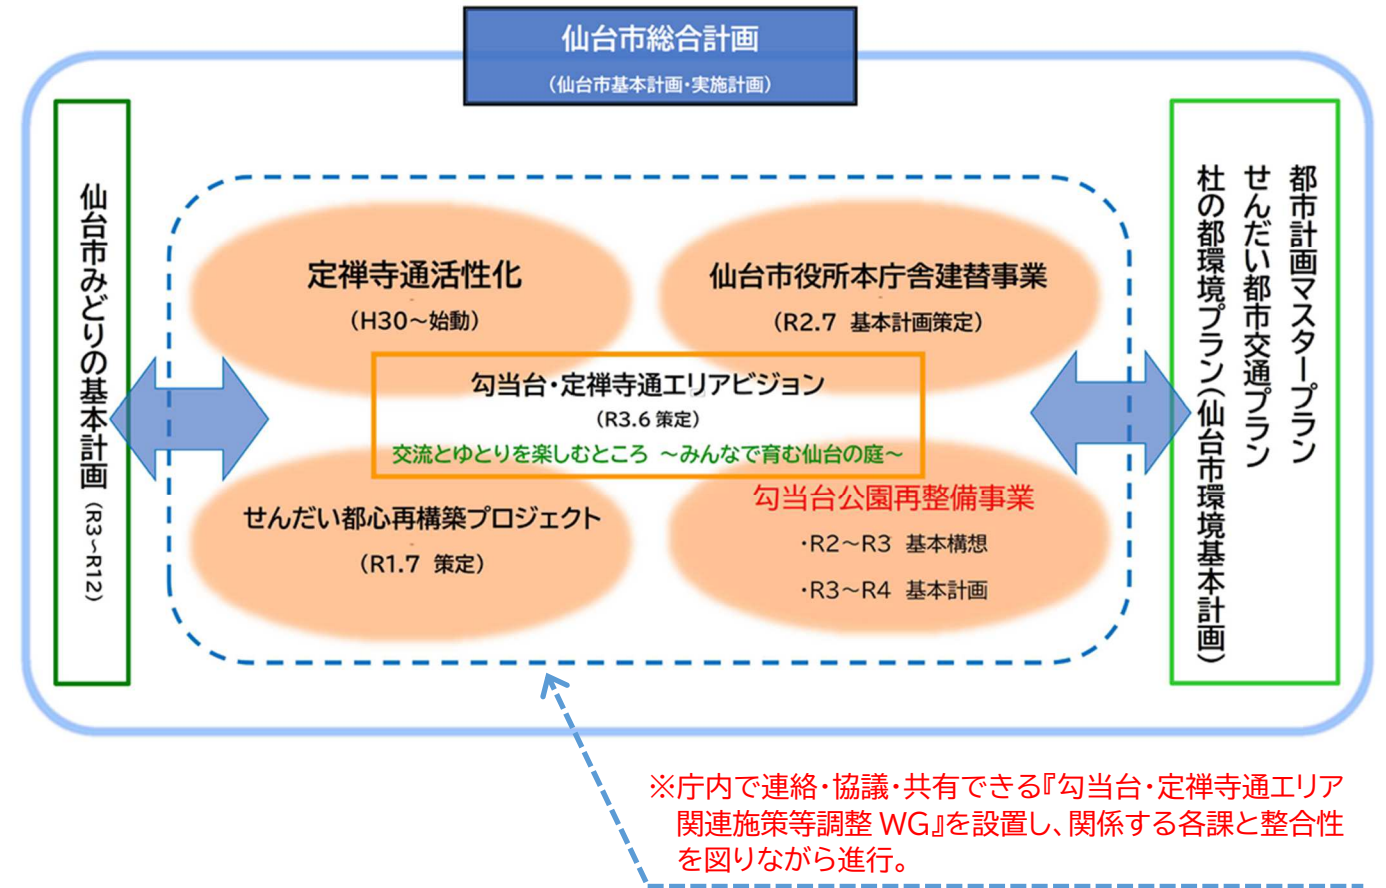 仙台市総合計画
（仙台市基本計画・実施計画）
仙台市みどりの基本計画（R3～R12）
定禅寺通活性化
（H30～始動）
仙台市役所本庁舎建替事業
（R2.7 基本計画策定）
勾当台・定禅寺通エリアビジョン
（R3.6 策定）
交流とゆとりを楽しむところ ～みんなで育む仙台の庭～
せんだい都心再構築プロジェクト
（R1.7 策定）
勾当台公園再整備事業
・R2～R3 基本構想
・R3～R4 基本計画
都市計画マスタープラン
せんだい都市交通プラン
杜の都環境プラン（仙台市環境基本計画）
※庁内で連絡・協議・共有できる『勾当台・定禅寺通エリア
関連施策等調整 WG』を設置し、関係する各課と整合性
を図りながら進行。